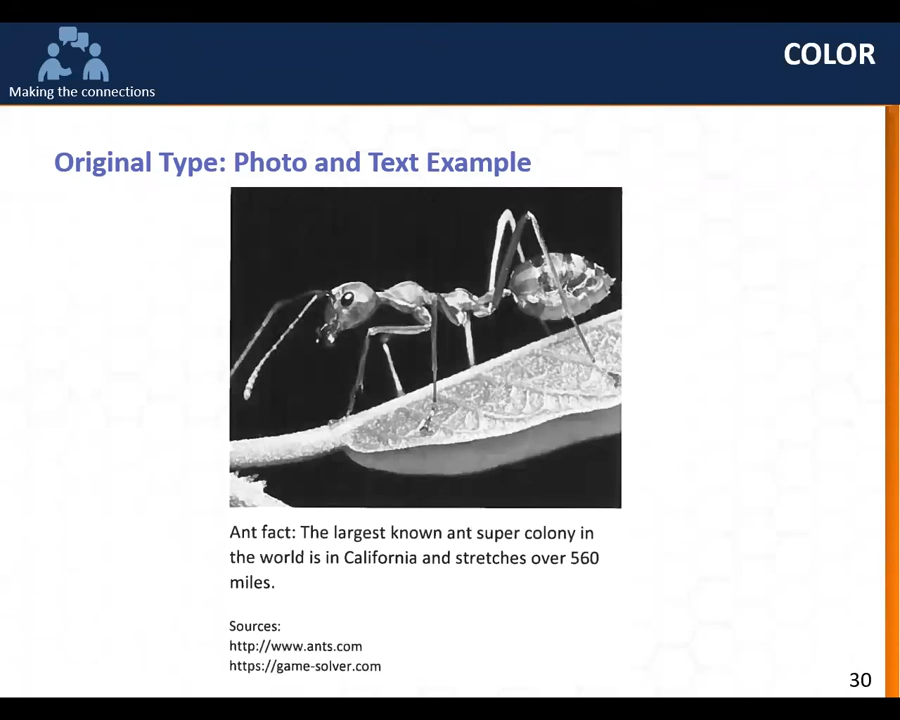 COLOR
Making the connections
Original Type: Photo and Text Example
Ant fact: The largest known ant super colony in
the world is in California and stretches over 560
miles.
Sources:
http://www.ants.com
https://game-solver.com
30